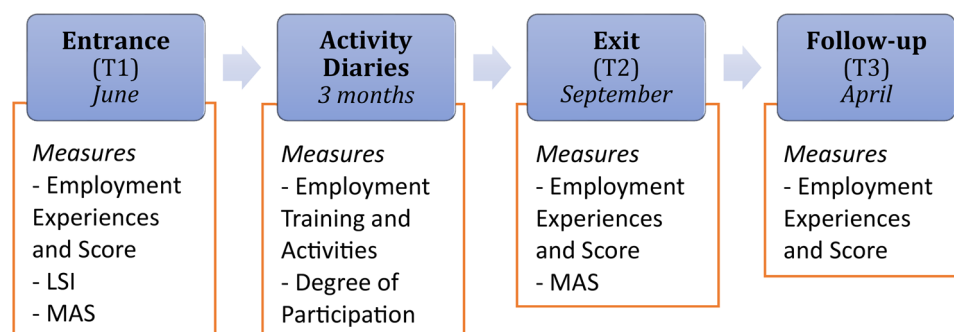 Entrance
(T1)
June
Measures
- Employment
Experiences
and Score
- LSI
- MAS
Activity
Diaries
3 months
Measures
- Employment
Training and
Activities
- Degree of
Participation
Exit
(T2)
September
Measures
- Employment
Experiences
and Score
- MAS
Follow-up
(T3)
April
Measures
- Employment
Experiences
and Score